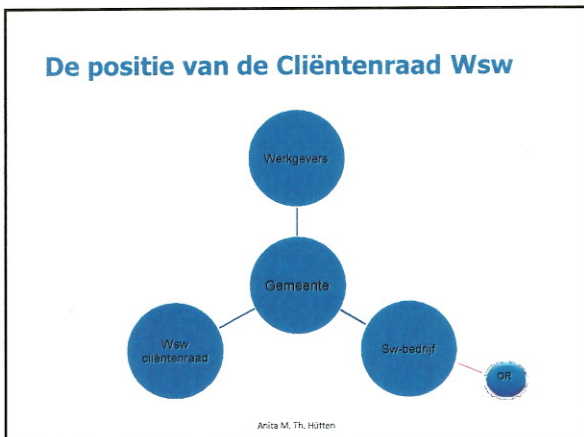 De positie van de Cliëntenraad Wsw
Werkgevers
Gemeente
Wsw
cliëntenraad
Sw-bedrijf
OR
Anita M. Th. Hütten